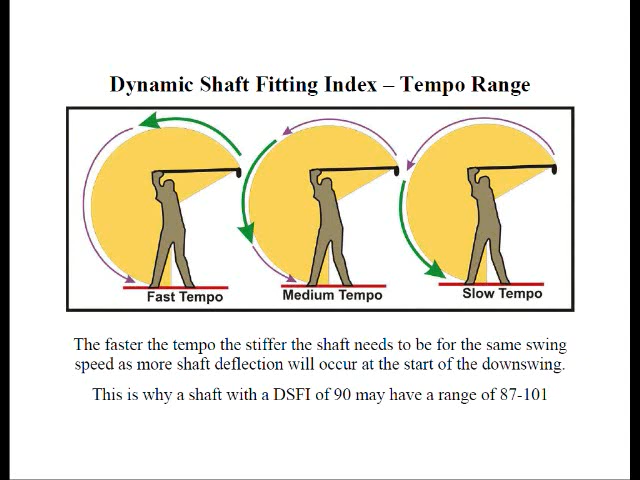 Dynamic Shaft Fitting Index – Tempo Range
Fast Tempo
Medium Tempo
Slow Tempo
The faster the tempo the stiffer the shaft needs to be for the same swing
speed as more shaft deflection will occur at the start of the downswing.
This is why a shaft with a DSFI of 90 may have a range of 87-101